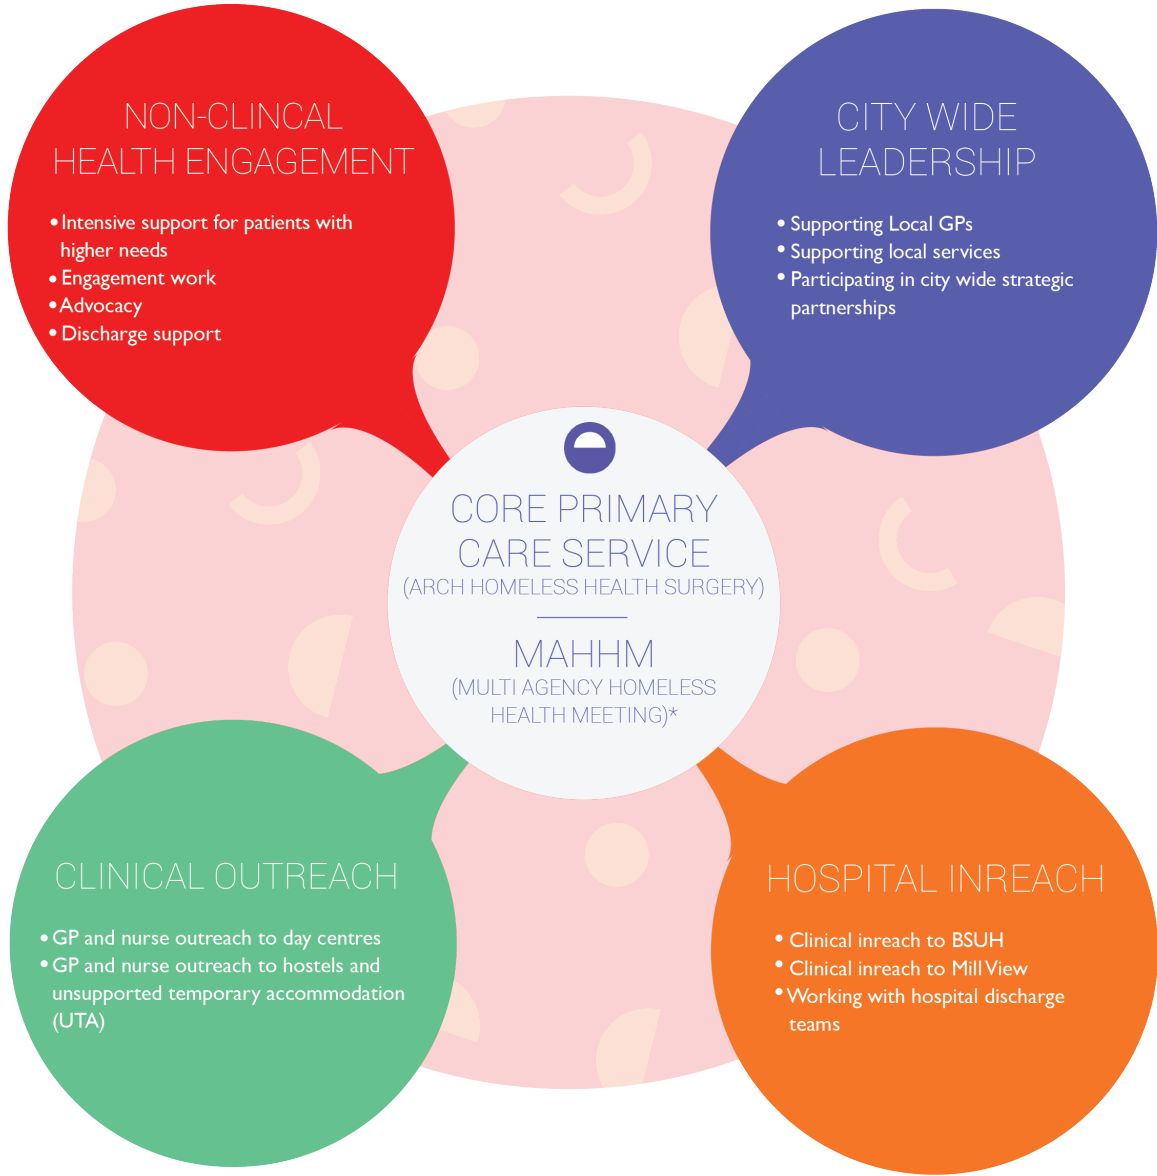 NON-CLINCAL
HEALTH ENGAGEMENT
• Intensive support for patients with
higher needs
• Engagement work
• Advocacy
• Discharge support
CITY WIDE
LEADERSHIP
• Supporting Local GPs
• Supporting local services
• Participating in city wide strategic
partnerships
CORE PRIMARY
CARE SERVICE
(ARCH HOMELESS HEALTH SURGERY)
MAHHM
(MULTI AGENCY HOMELESS
HEALTH MEETING)*
CLINICAL OUTREACH
• GP and nurse outreach to day centres
• GP and nurse outreach to hostels and
unsupported temporary accommodation
(UTA)
HOSPITAL INREACH
• Clinical inreach to BSUH
• Clinical inreach to Mill View
• Working with hospital discharge
teams